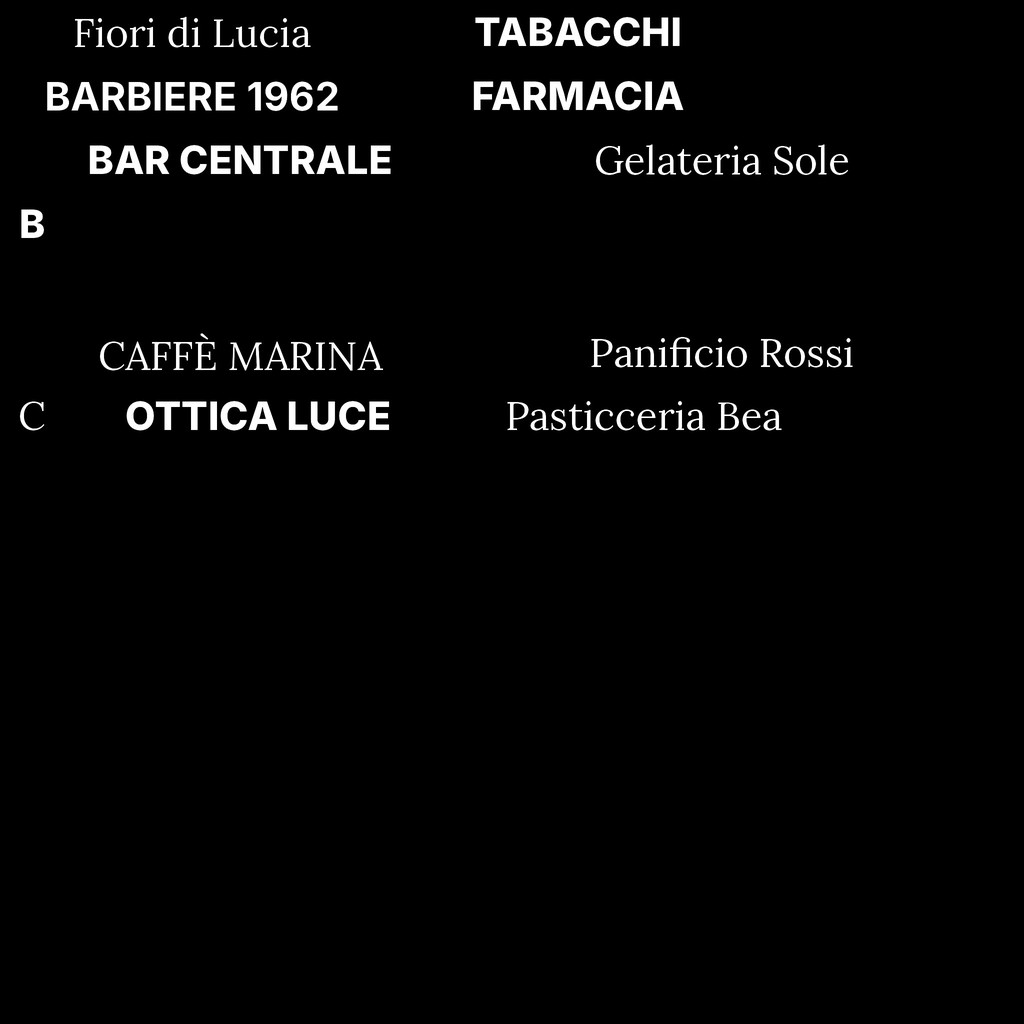 Fiori di Lucia TABACCHI
BARBIERE 1962 FARMACIA
BAR CENTRALE Gelateria Sole
B
CAFFÈ MARINA Panificio Rossi
C OTTICA LUCE Pasticceria Bea